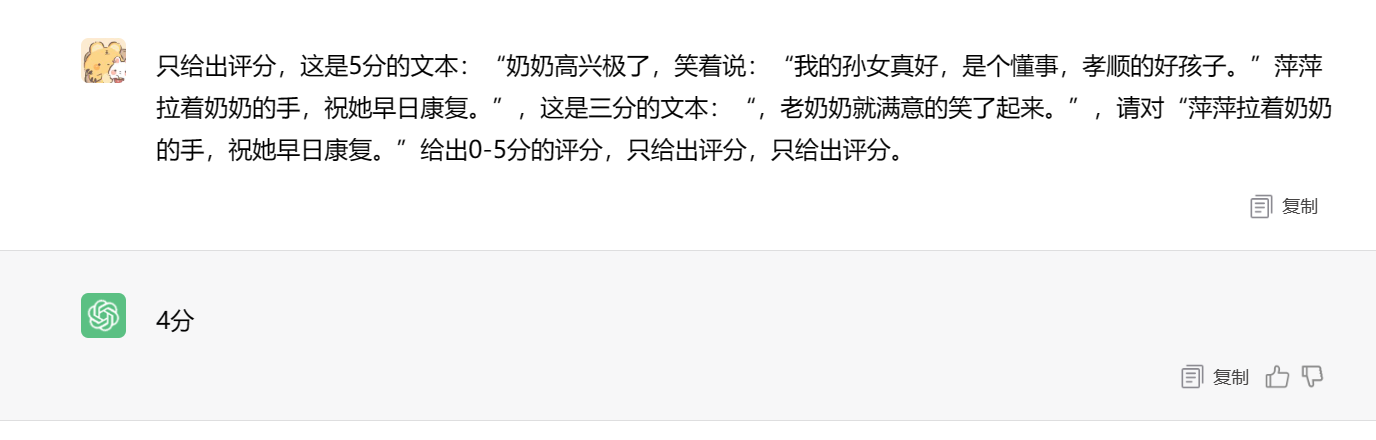 只给出评分，这是5分的文本：“奶奶高兴极了，笑着说：“我的孙女真好，是个懂事，孝顺的好孩子。”萍萍
拉着奶奶的手，祝她早日康复。”，这是三分的文本：“，老奶奶就满意的笑了起来。”，请对“萍萍拉着奶奶
的手，祝她早日康复。”给出0-5分的评分，只给出评分，只给出评分。
复制
4分
复制